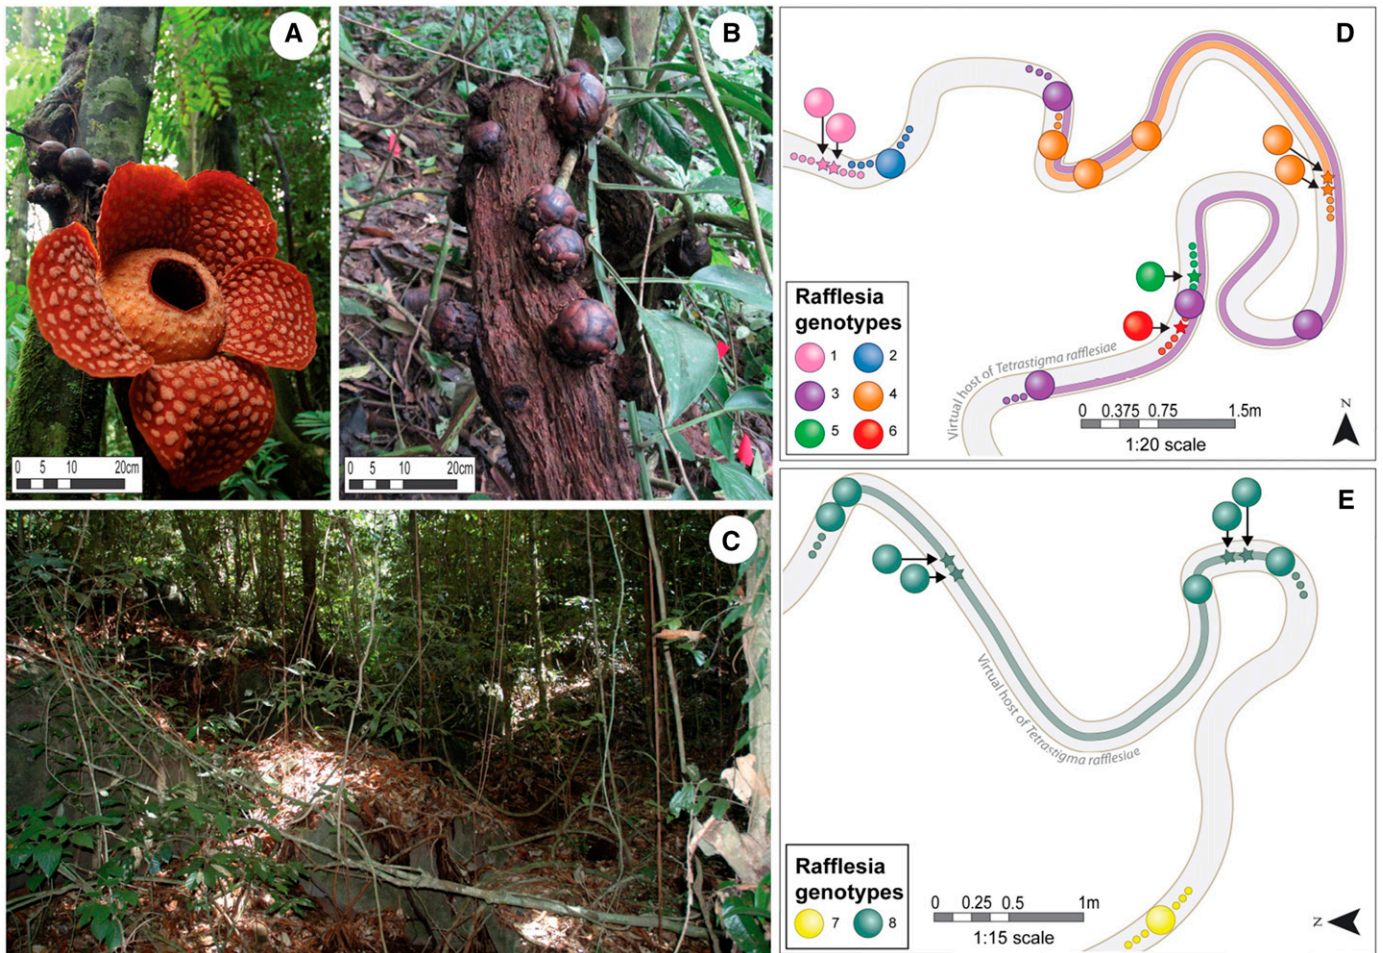 A
0 5 10 20cm
B
0 5 10 20cm
C
D
Rafflesia
genotypes
1 2
3 4
5 6
Virtual host of Tetrastigma rafflesiae
0 0.375 0.75 1.5m
1:20 scale
N
E
Virtual host of Tetrastigma rafflesiae
Rafflesia
genotypes
7 8
0 0.25 0.5 1m
1:15 scale
N